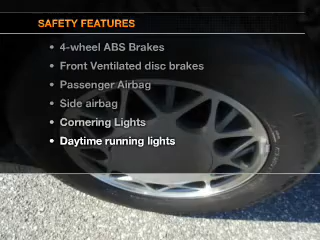 SAFETY FEATURES
• 4-wheel ABS Brakes
• Front Ventilated disc brakes
• Passenger Airbag
• Side airbag
• Cornering Lights
• Daytime running lights